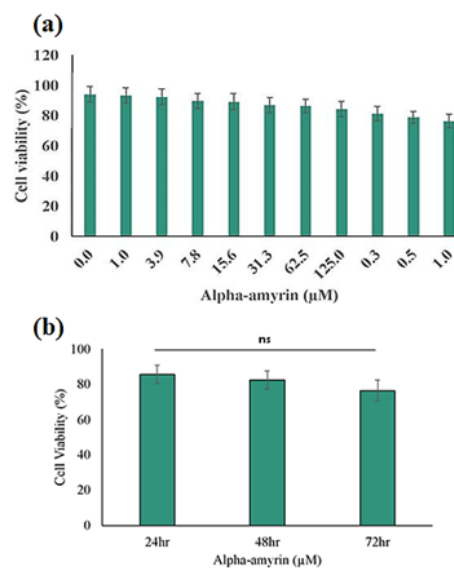 (a)
120
100
80
60
40
20
0
Cell viability (%)
0.0 1.0 3.9 7.8 15.6 31.3 62.5 125.0 0.3 0.5 1.0
Alpha-amyrin (µM)
(b)
ns
100
80
60
40
20
0
Cell Viability (%)
24hr 48hr 72hr
Alpha-amyrin (µM)